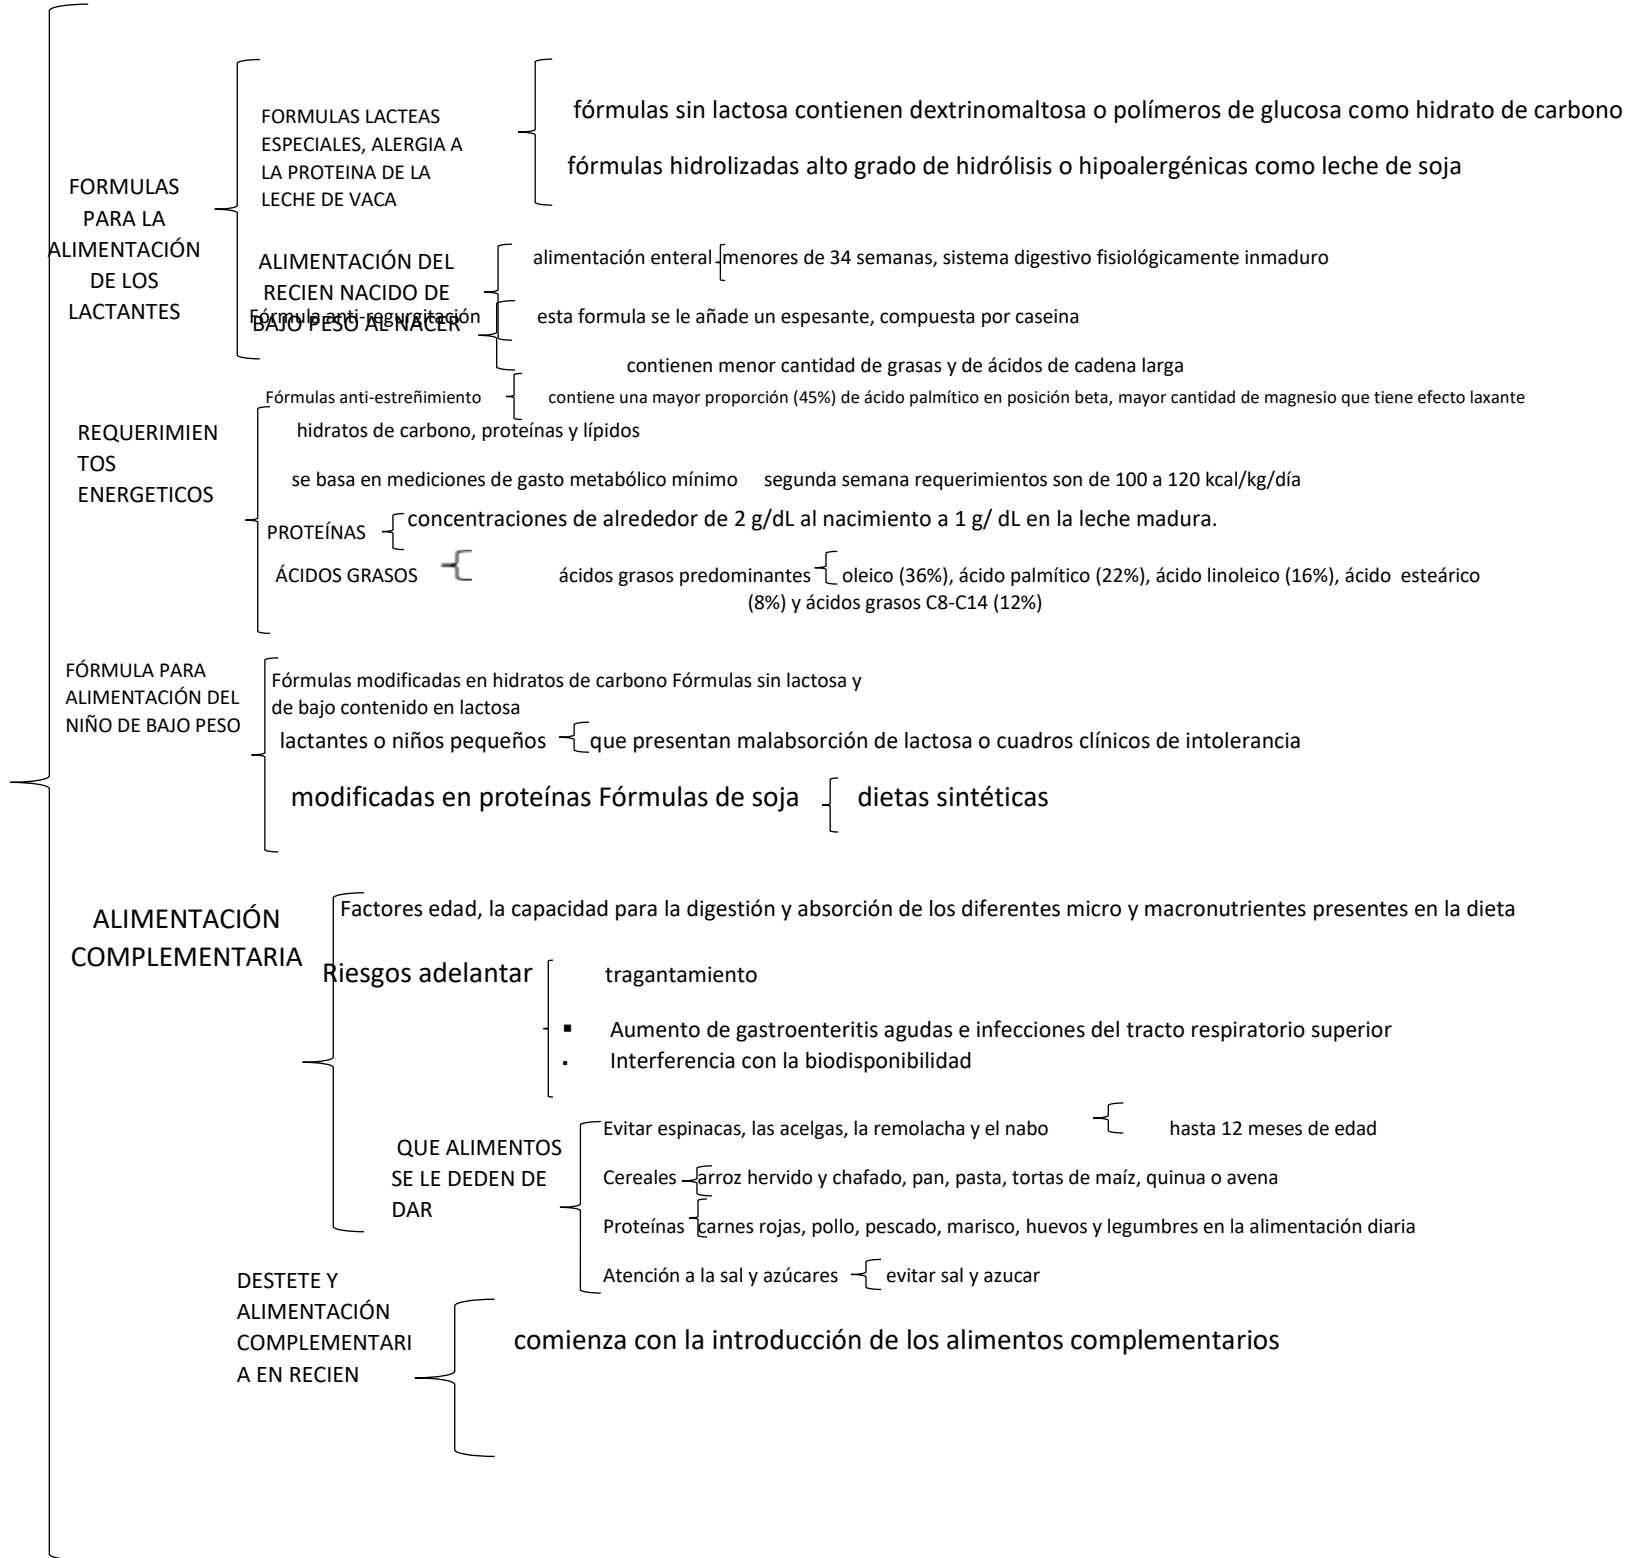 FORMULAS
PARA LA
ALIMENTACIÓN
DE LOS
LACTANTES
FORMULAS LACTEAS
ESPECIALES, ALERGIA A
LA PROTEINA DE LA
LECHE DE VACA
fórmulas sin lactosa contienen dextrinomaltosa o polímeros de glucosa como hidrato de carbono
fórmulas hidrolizadas alto grado de hidrólisis o hipoalergénicas como leche de soja
ALIMENTACIÓN DEL
RECIEN NACIDO DE
BAJO PESO AL NACER
alimentación enteral
menores de 34 semanas, sistema digestivo fisiológicamente inmaduro
Fórmula anti-regurgitación
esta formula se le añade un espesante, compuesta por caseina
contienen menor cantidad de grasas y de ácidos de cadena larga
Fórmulas anti-estreñimiento
contiene una mayor proporción (45%) de ácido palmítico en posición beta, mayor cantidad de magnesio que tiene efecto laxante
REQUERIMIEN
TOS
ENERGETICOS
hidratos de carbono, proteínas y lípidos
se basa en mediciones de gasto metabólico mínimo
segunda semana requerimientos son de 100 a 120 kcal/kg/día
PROTEÍNAS
concentraciones de alrededor de 2 g/dL al nacimiento a 1 g/ dL en la leche madura.
ÁCIDOS GRASOS
ácidos grasos predominantes
oleico (36%), ácido palmítico (22%), ácido linoleico (16%), ácido esteárico
(8%) y ácidos grasos C8-C14 (12%)
FÓRMULA PARA
ALIMENTACIÓN DEL
NIÑO DE BAJO PESO
Fórmulas modificadas en hidratos de carbono Fórmulas sin lactosa y
de bajo contenido en lactosa
lactantes o niños pequeños
que presentan malabsorción de lactosa o cuadros clínicos de intolerancia
modificadas en proteínas Fórmulas de soja
dietas sintéticas
ALIMENTACIÓN
COMPLEMENTARIA
Factores edad, la capacidad para la digestión y absorción de los diferentes micro y macronutrientes presentes en la dieta
Riesgos adelantar
tragantamiento
▪ Aumento de gastroenteritis agudas e infecciones del tracto respiratorio superior
▪ Interferencia con la biodisponibilidad
QUE ALIMENTOS
SE LE DEDEN DE
DAR
Evitar espinacas, las acelgas, la remolacha y el nabo
hasta 12 meses de edad
Cereales
arroz hervido y chafado, pan, pasta, tortas de maíz, quinua o avena
Proteínas
carnes rojas, pollo, pescado, marisco, huevos y legumbres en la alimentación diaria
Atención a la sal y azúcares
evitar sal y azucar
DESTETE Y
ALIMENTACIÓN
COMPLEMENTARI
A EN RECIEN
comienza con la introducción de los alimentos complementarios